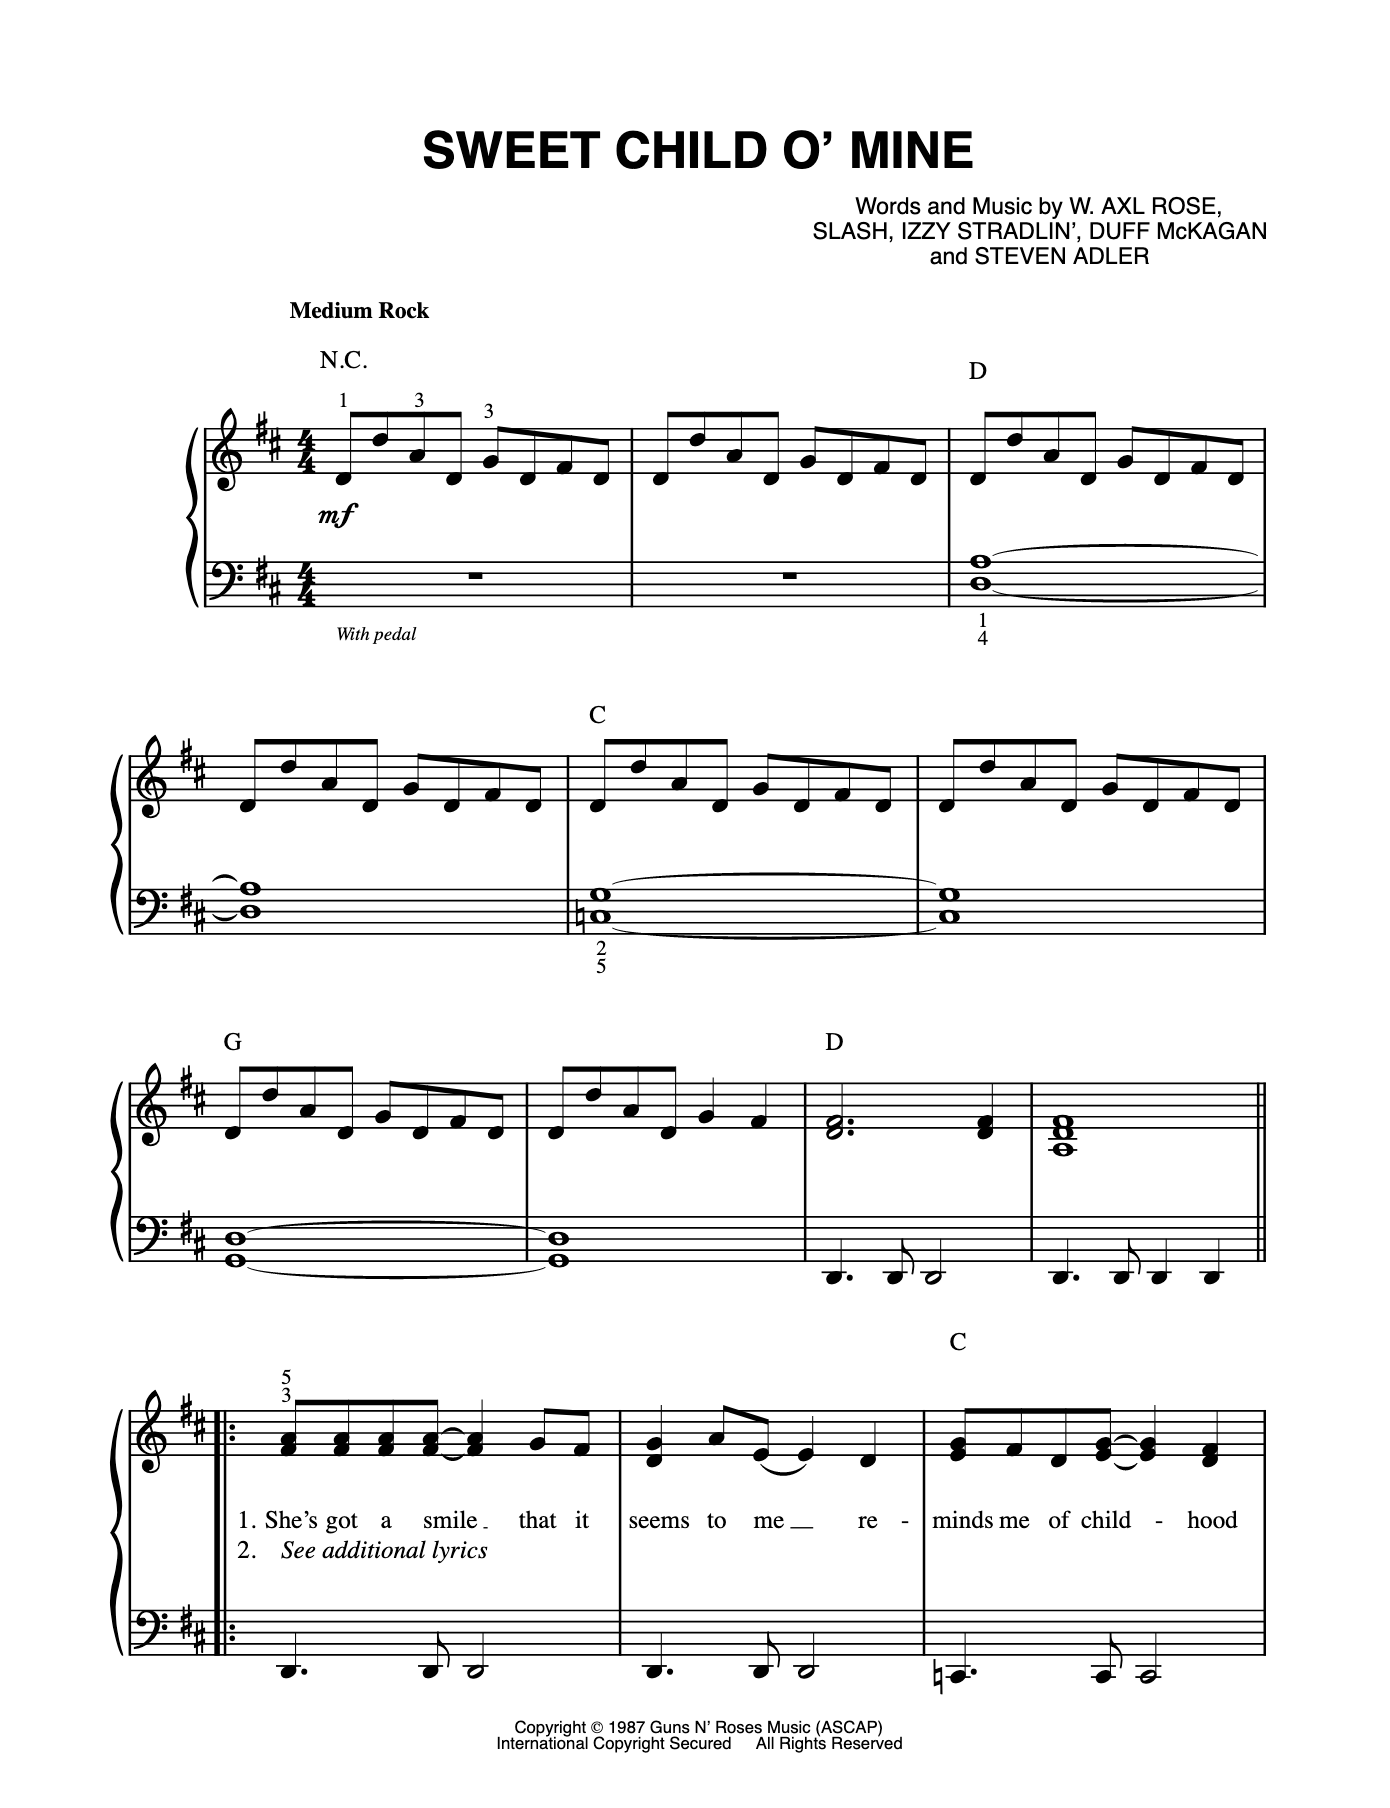 SWEET CHILD O’ MINE
Words and Music by W. AXL ROSE,
SLASH, IZZY STRADLIN’, DUFF McKAGAN
and STEVEN ADLER
Medium Rock
N.C.
D
1 3 3
4 4
mf
4 4
With pedal
1
4
C
2
5
G D
C
5
3
1. She’s got a smile that it seems to me re - minds me of child - hood
2. See additional lyrics
Copyright © 1987 Guns N’ Roses Music (ASCAP)
International Copyright Secured All Rights Reserved